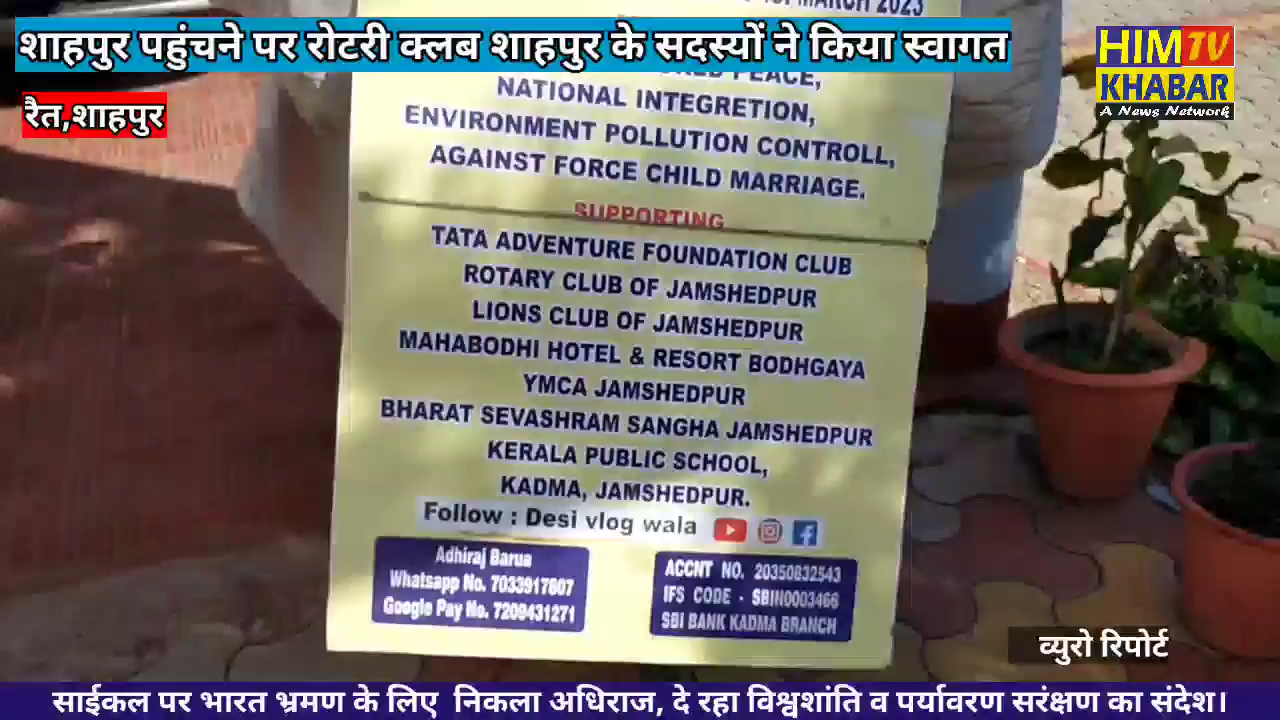 MARCH 2023
शाहपुर पहुंचने पर रोटरी क्लब शाहपुर के सदस्यों ने किया स्वागत
HIM TV
KHABAR
A News Network
रैत,शाहपुर
PEACE,
NATIONAL INTEGRETION,
ENVIRONMENT POLLUTION CONTROLL,
AGAINST FORCE CHILD MARRIAGE.
SUPPORTING
TATA ADVENTURE FOUNDATION CLUB
ROTARY CLUB OF JAMSHEDPUR
LIONS CLUB OF JAMSHEDPUR
MAHABODHI HOTEL & RESORT BODHGAYA
YMCA JAMSHEDPUR
BHARAT SEVASHRAM SANGHA JAMSHEDPUR
KERALA PUBLIC SCHOOL,
KADMA, JAMSHEDPUR.
Follow : Desi vlog wala
Adhiraj Barua
Whatsapp No. 7033917607
Google Pay No. 7209431271
ACCNT NO. 20350832543
IFS CODE - SBIN0003466
SBI BANK KADMA BRANCH
व्युरो रिपोर्ट
साईकल पर भारत भ्रमण के लिए निकला अधिराज, दे रहा विश्वशांति व पर्यावरण सरंक्षण का संदेश।